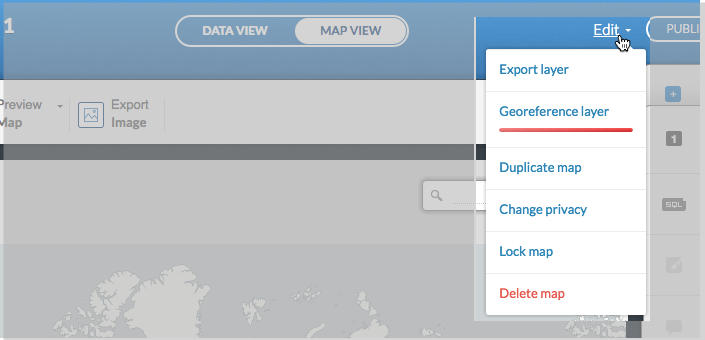 1
DATA VIEW
MAP VIEW
Edit
PUBLI
Preview
Map
Export
Image
Export layer
Georeference layer
Duplicate map
Change privacy
Lock map
Delete map
1
SQL